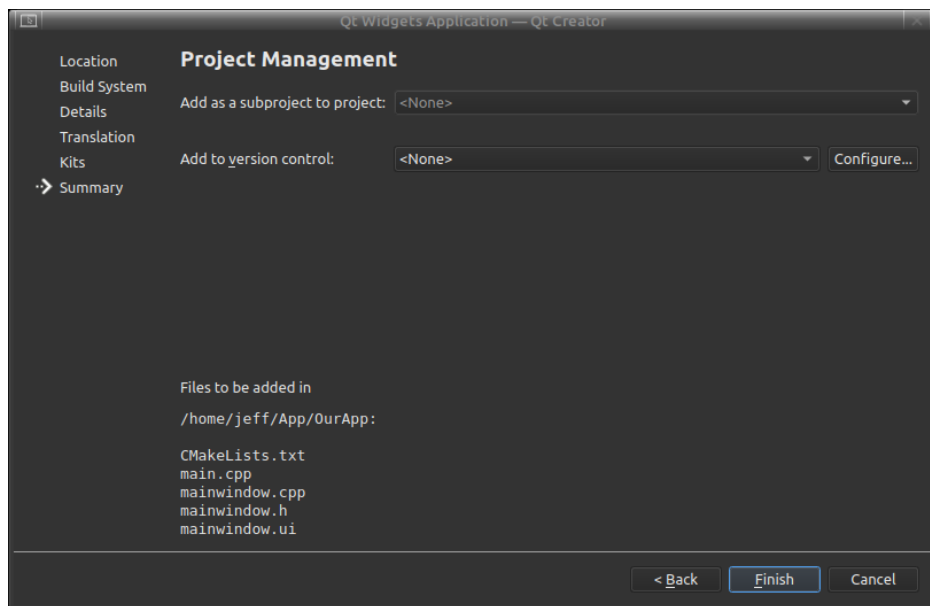 Qt Widgets Application — Qt Creator
Location
Build System
Details
Translation
Kits
Summary
Project Management
Add as a subproject to project: <None>
Add to version control: <None> Configure...
Files to be added in
/home/jeff/App/OurApp:
CMakeLists.txt
main.cpp
mainwindow.cpp
mainwindow.h
mainwindow.ui
< Back Finish Cancel